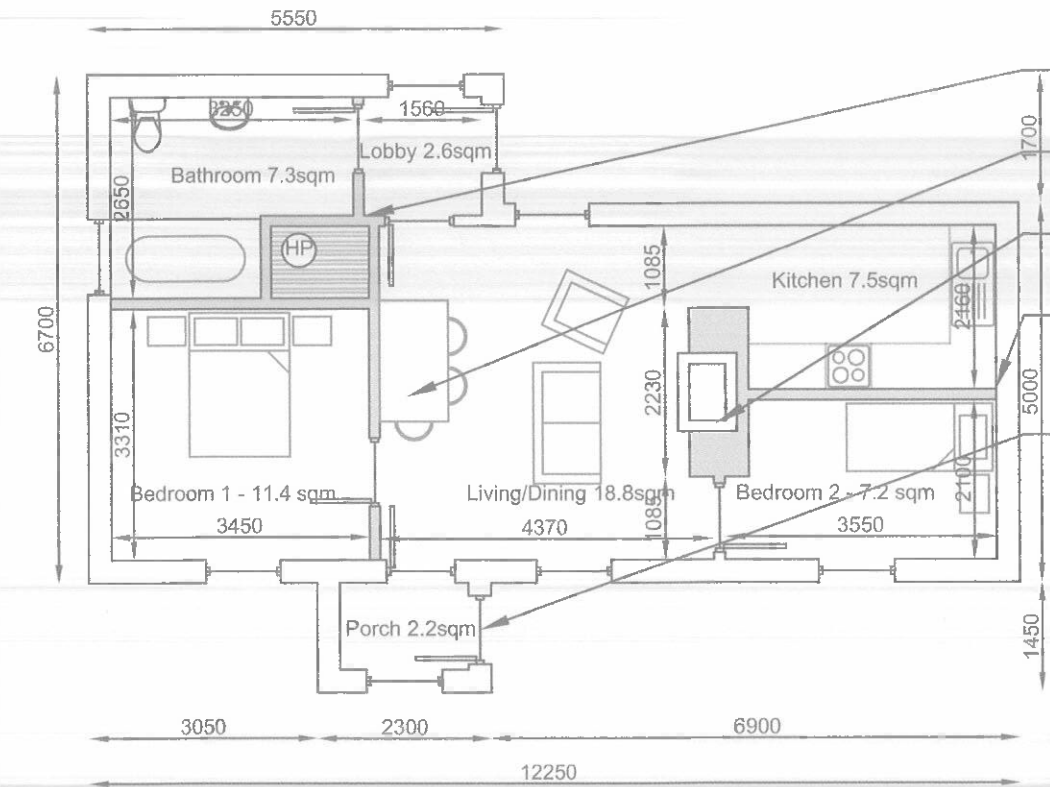 5550
3250
1560
1700
Lobby 2.6sqm
Bathroom 7.3sqm
2650
HP
1085
Kitchen 7.5sqm
2160
6700
2230
5000
3310
Bedroom 1 - 11.4 sqm
Living/Dining 18.8sqm
Bedroom 2 - 7.2 sqm
2100
3450
4370
1085
3550
Porch 2.2sqm
1450
3050
2300
6900
12250